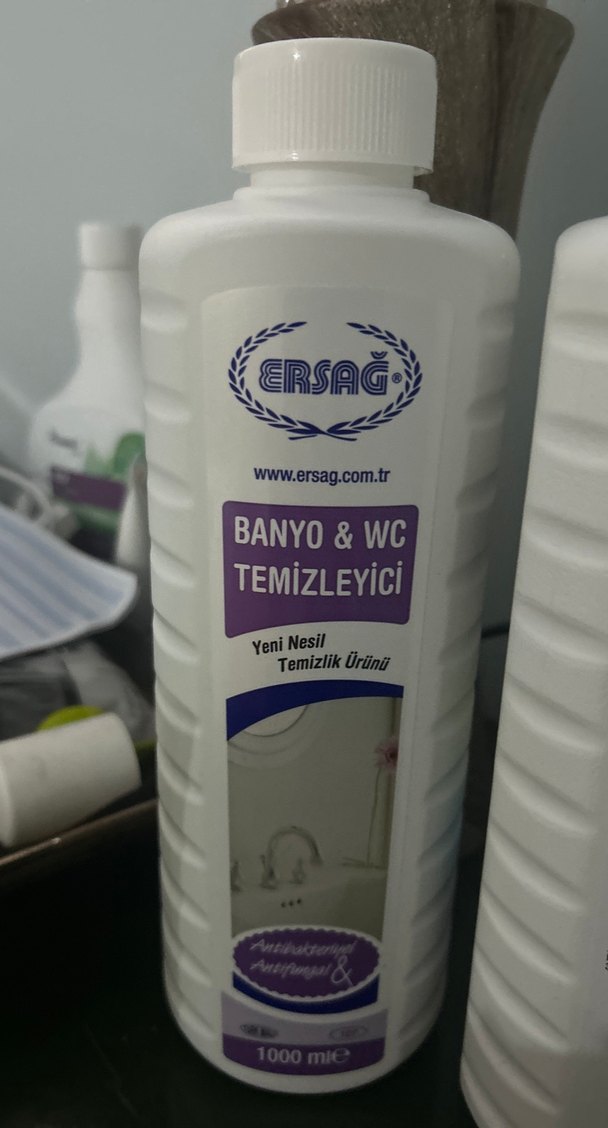 ERSAĞ®
www.ersag.com.tr
BANYO & WC
TEMİZLEYİCİ
Yeni Nesil
Temizlik Ürünü
Antibakteriyel
& Antifungal
1000 ml℮